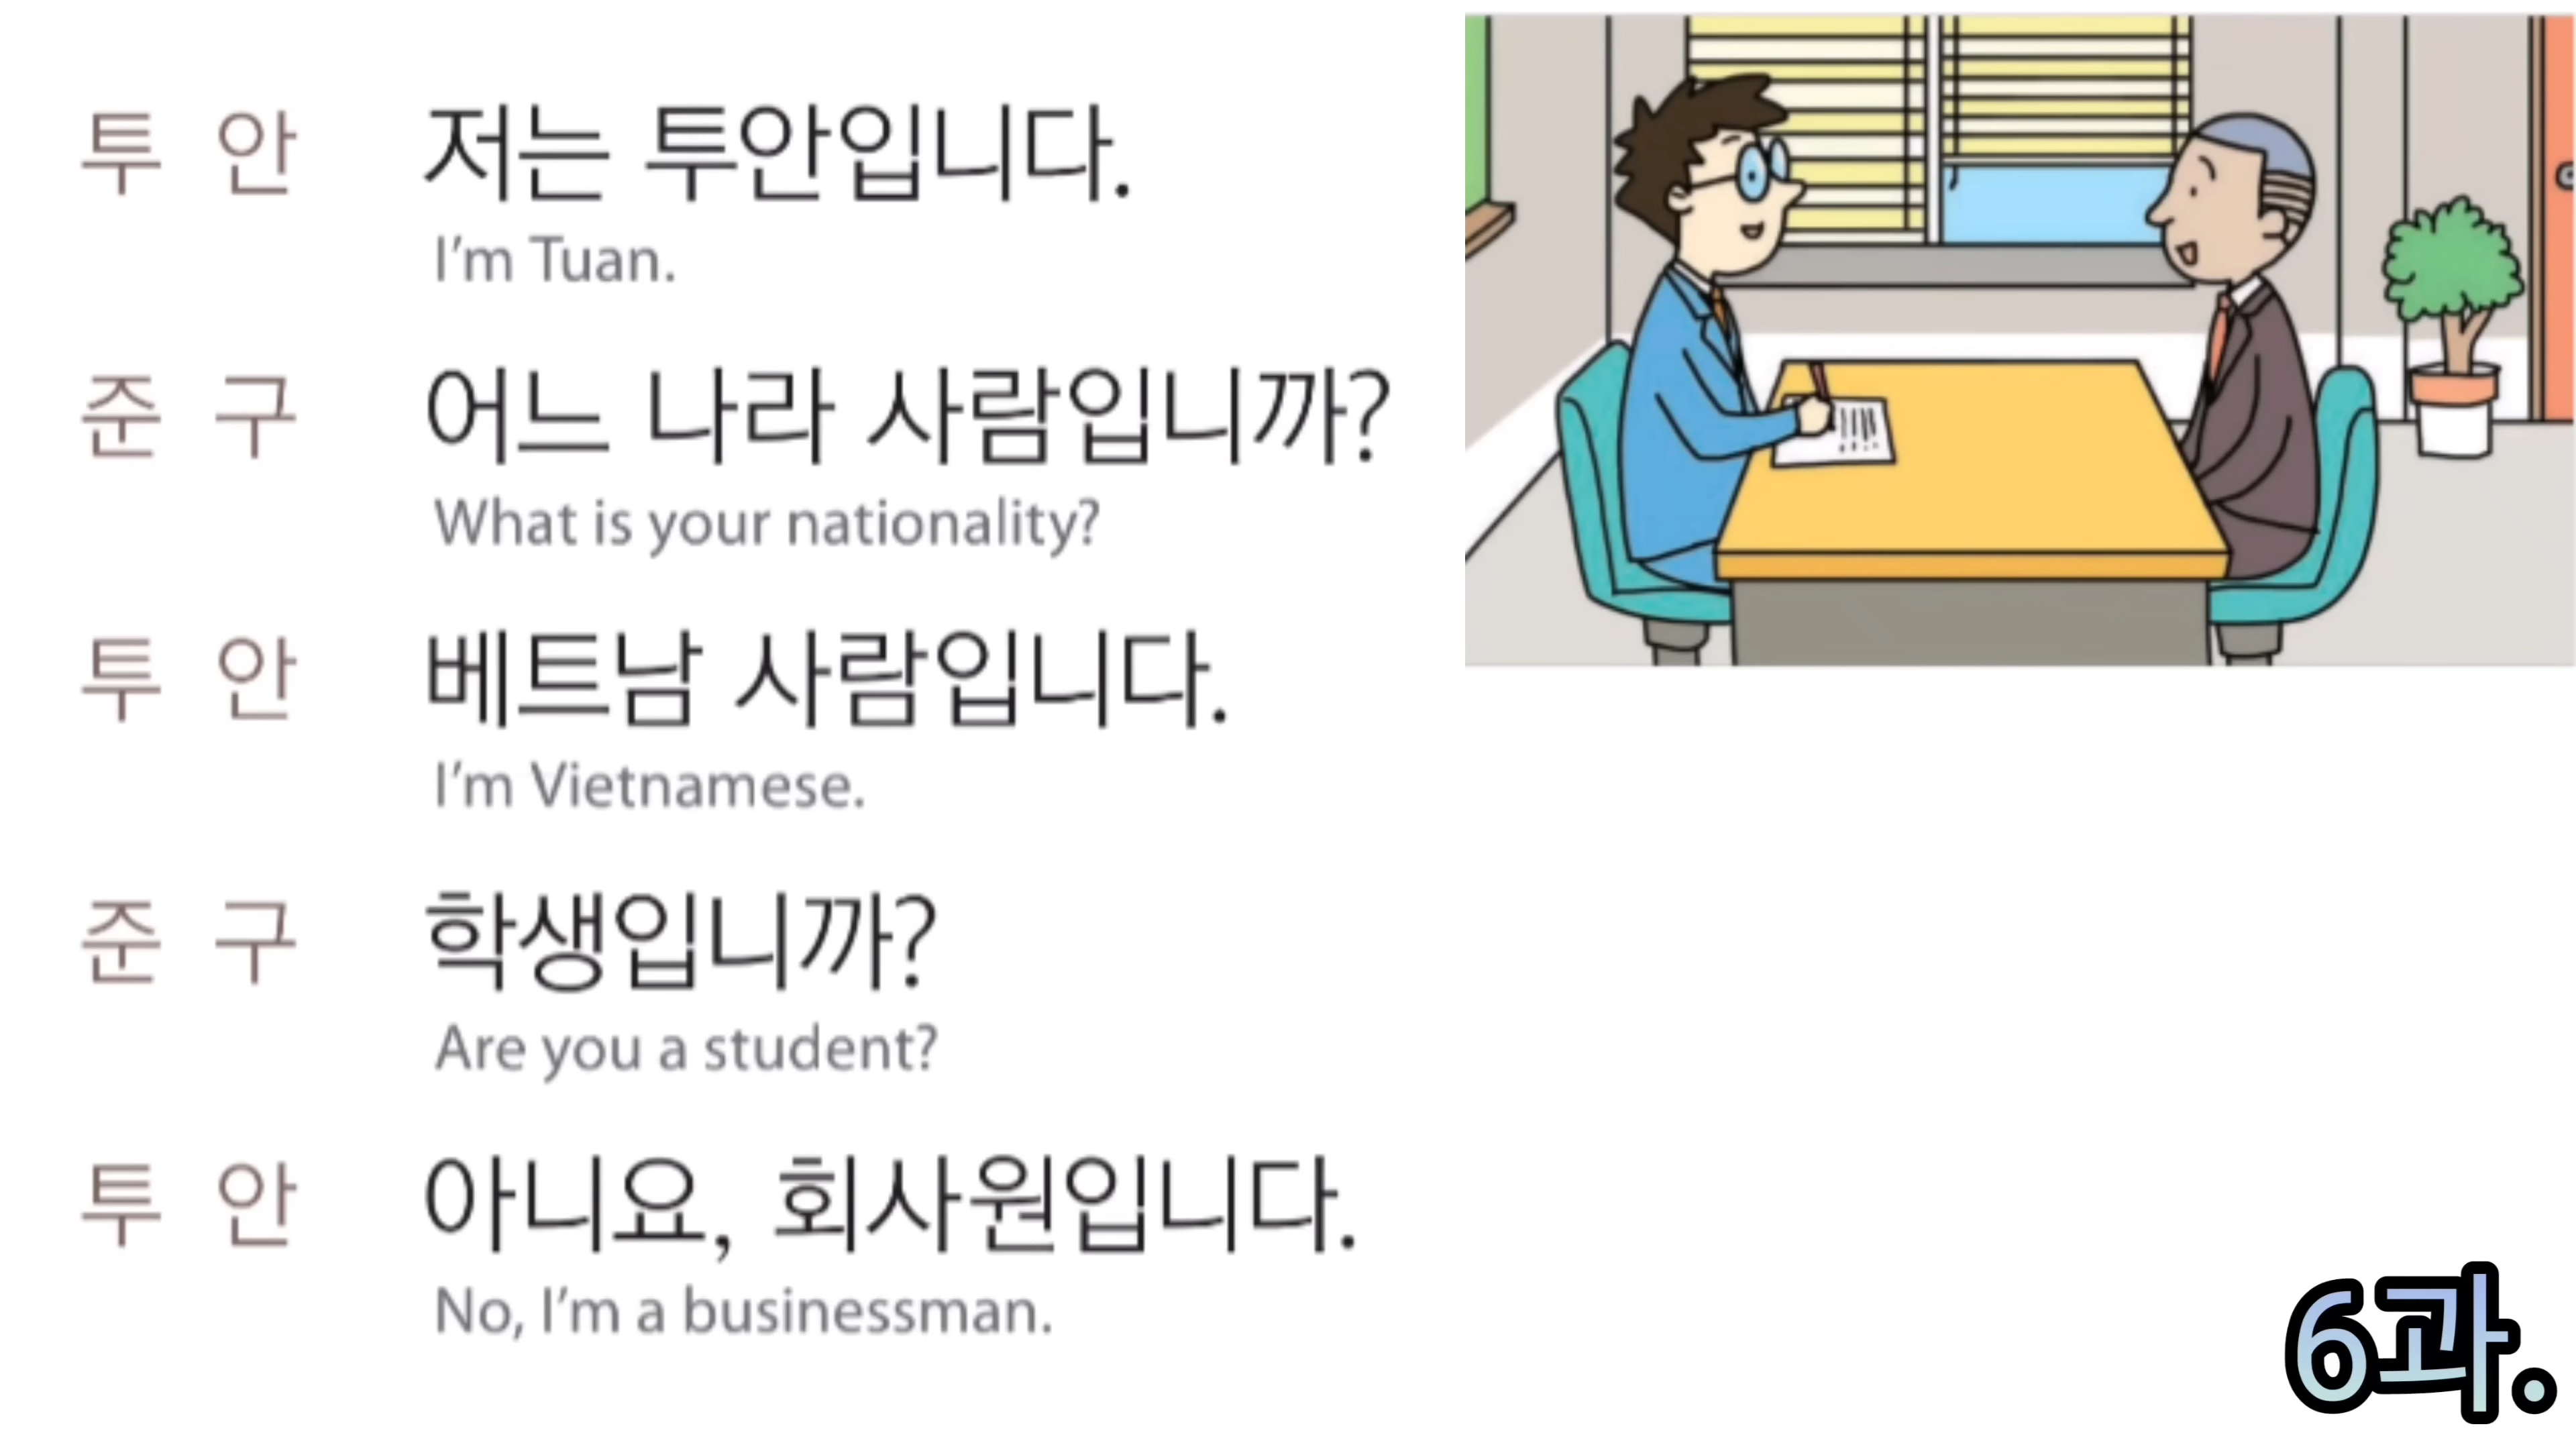 투 안 저는 투안입니다.
I'm Tuan.
준 구 어느 나라 사람입니까?
What is your nationality?
투 안 베트남 사람입니다.
I'm Vietnamese.
준 구 학생입니까?
Are you a student?
투 안 아니요, 회사원입니다.
No, I'm a businessman.
6과.